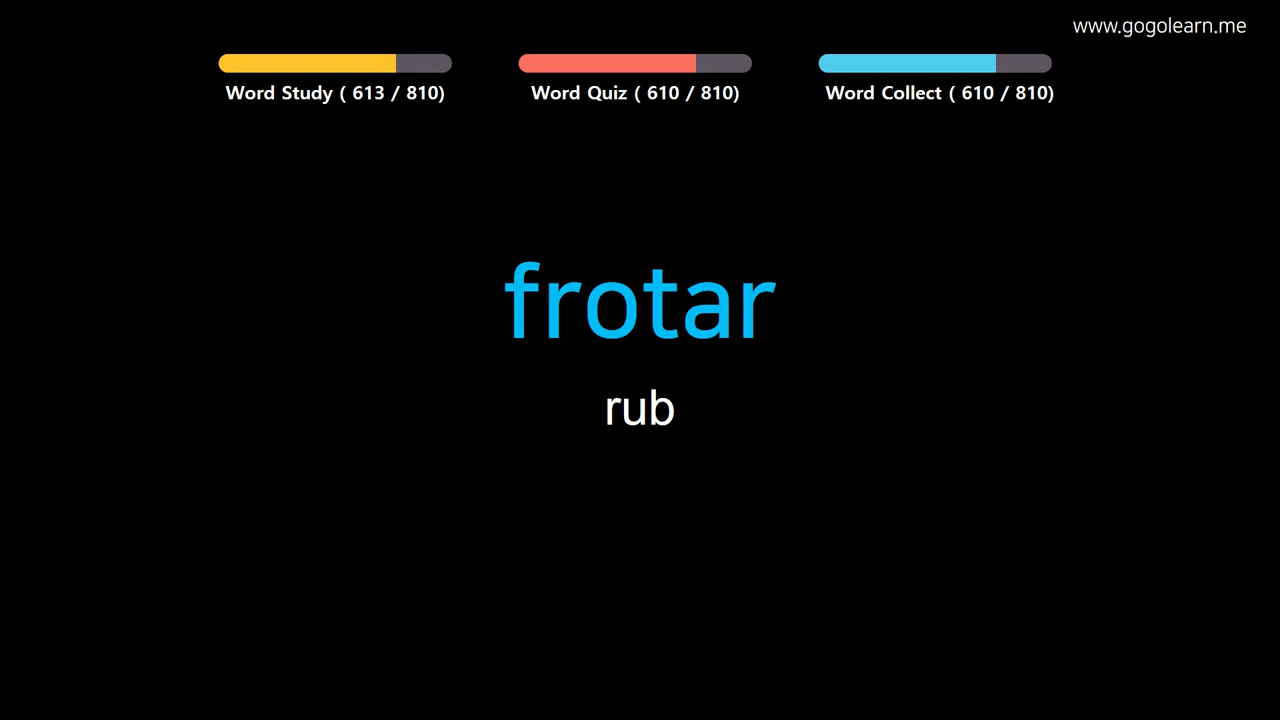 www.gogolearn.me
Word Study ( 613 / 810)
Word Quiz ( 610 / 810)
Word Collect ( 610 / 810)
frotar
rub